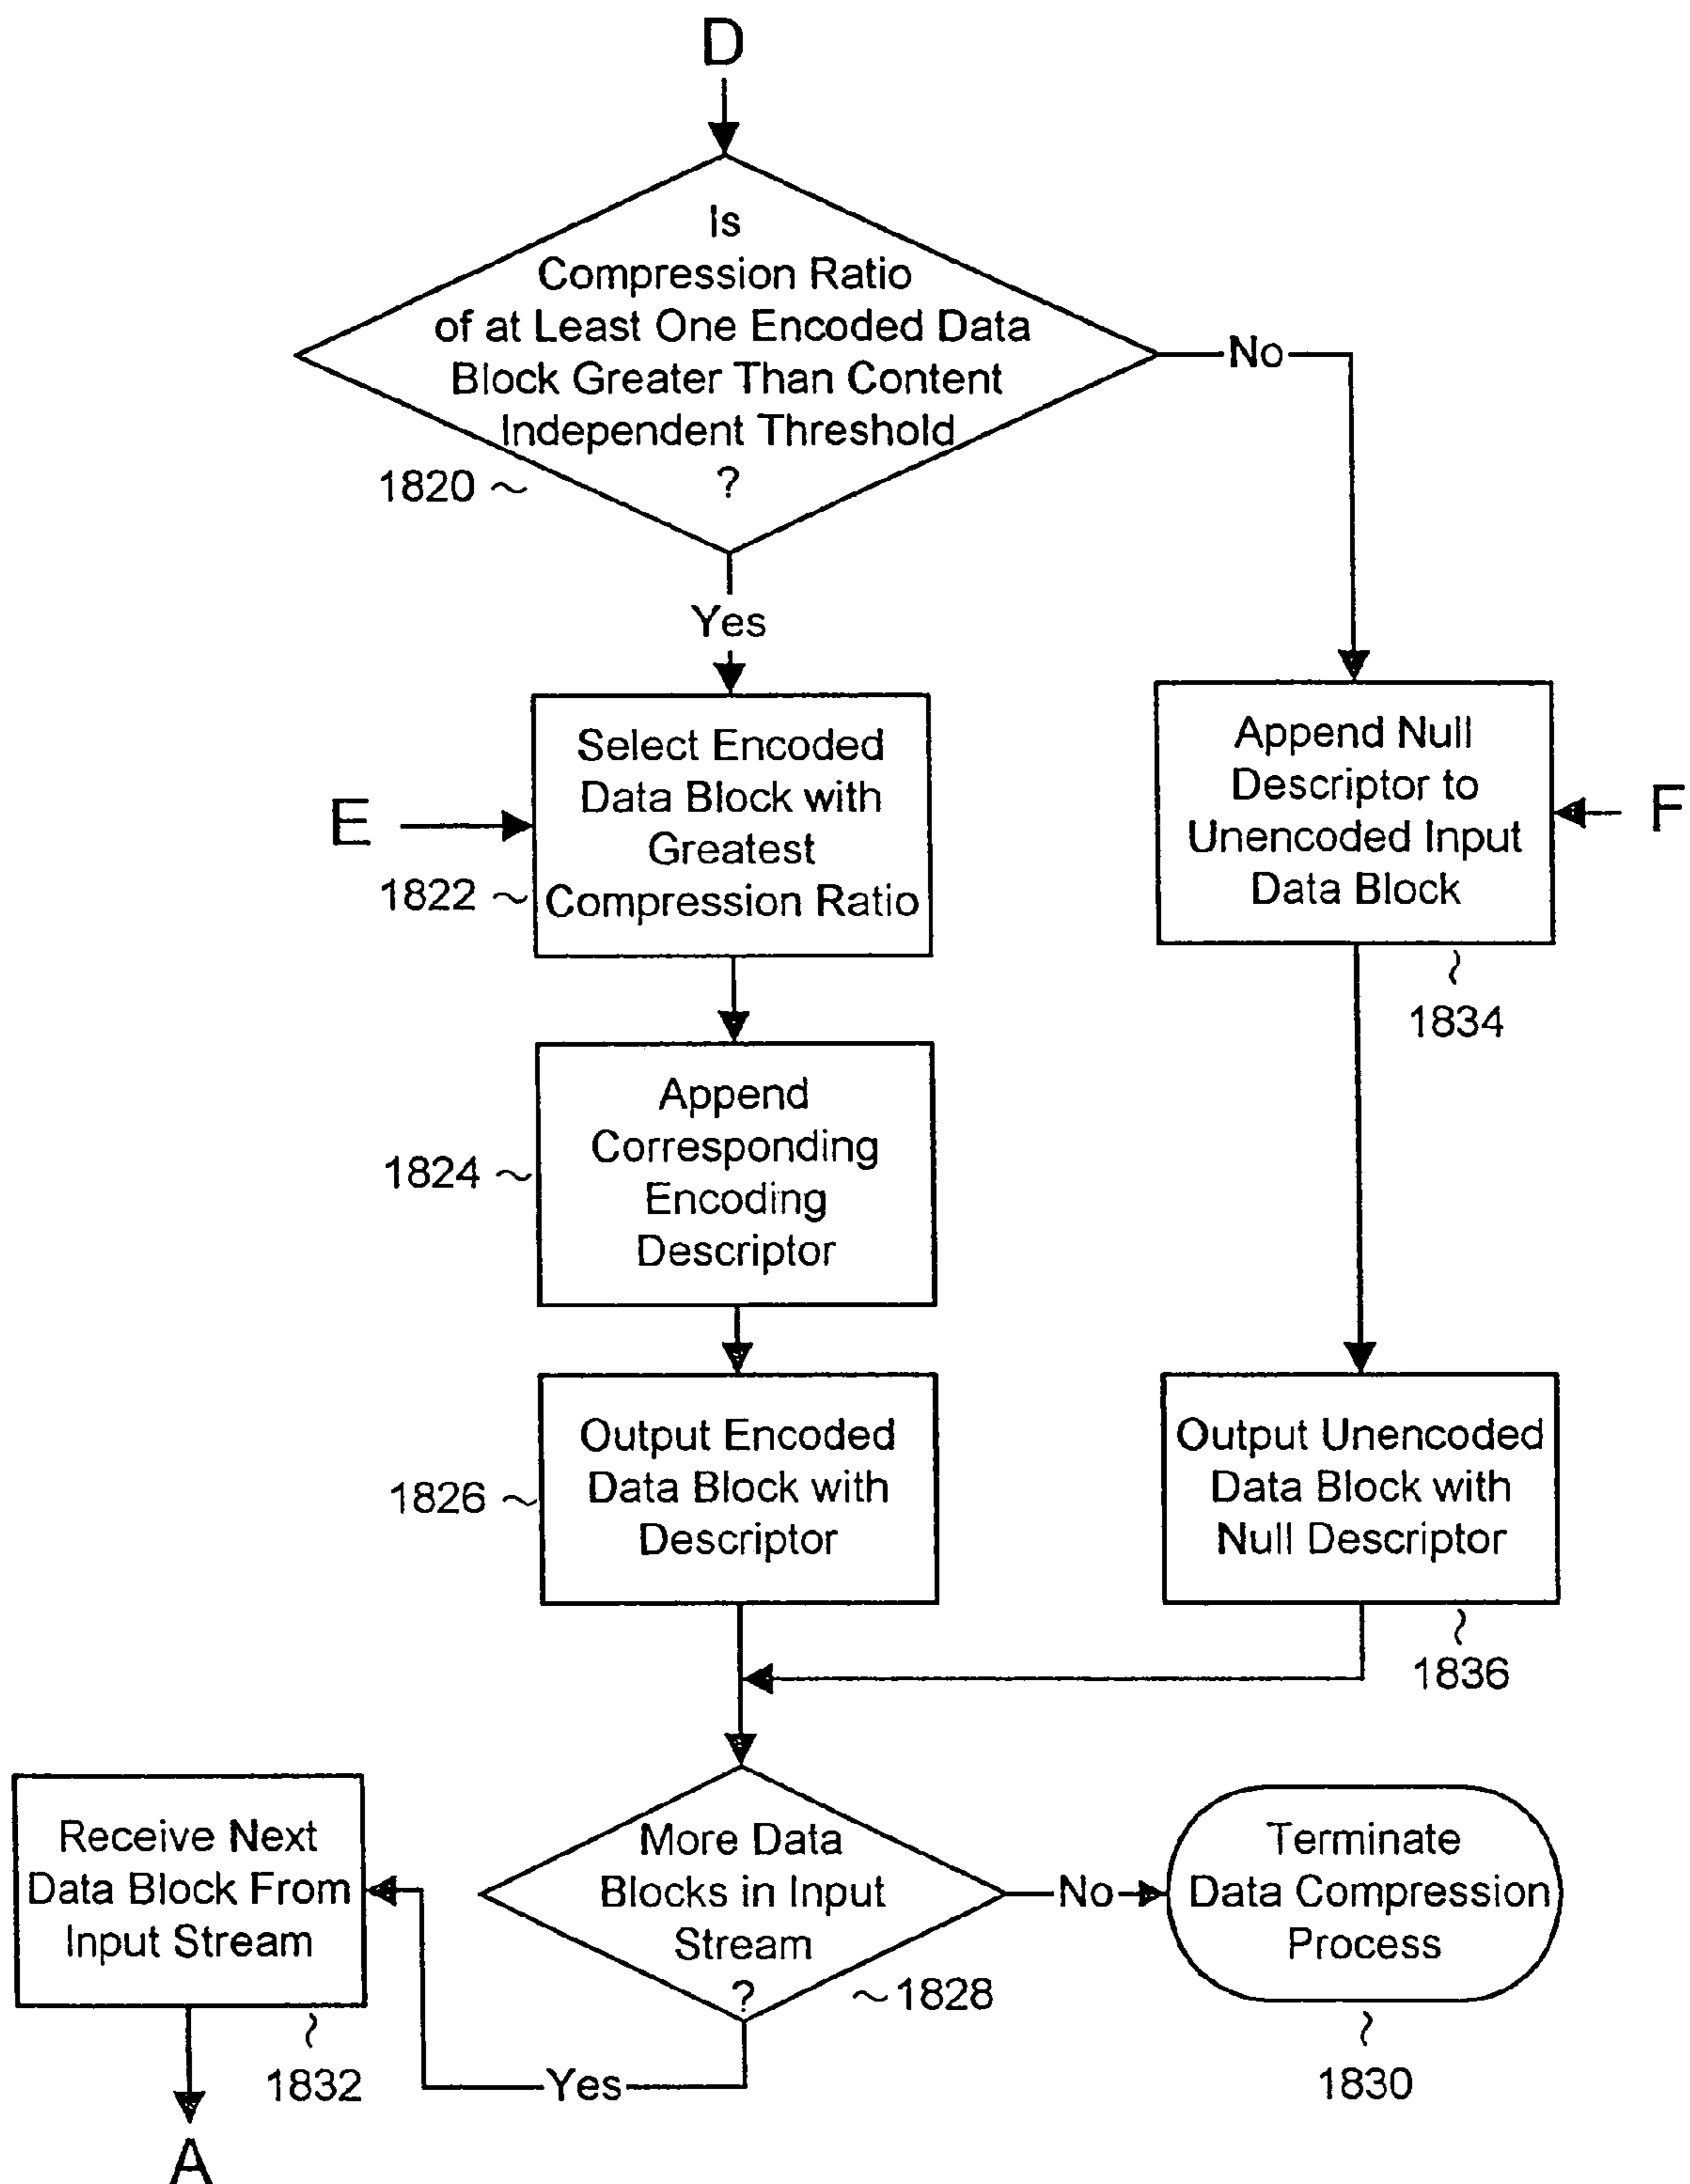 D
Is
Compression Ratio
of at Least One Encoded Data
Block Greater Than Content
Independent Threshold
?
1820
No
Yes
Select Encoded
Data Block with
Greatest
Compression Ratio
E
1822
Append Null
Descriptor to
Unencoded Input
Data Block
F
1834
Append
Corresponding
Encoding
Descriptor
1824
Output Encoded
Data Block with
Descriptor
1826
Output Unencoded
Data Block with
Null Descriptor
1836
More Data
Blocks in Input
Stream
?
1828
No
Terminate
Data Compression
Process
1830
Yes
Receive Next
Data Block From
Input Stream
1832
A